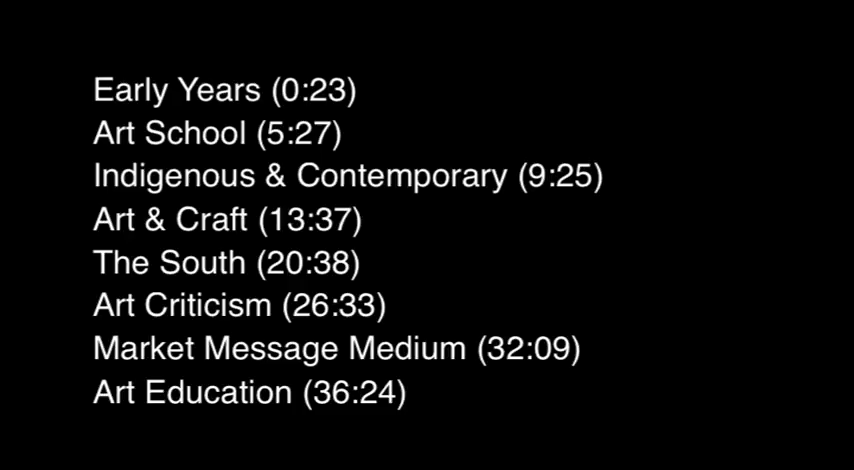 Early Years (0:23)
Art School (5:27)
Indigenous & Contemporary (9:25)
Art & Craft (13:37)
The South (20:38)
Art Criticism (26:33)
Market Message Medium (32:09)
Art Education (36:24)